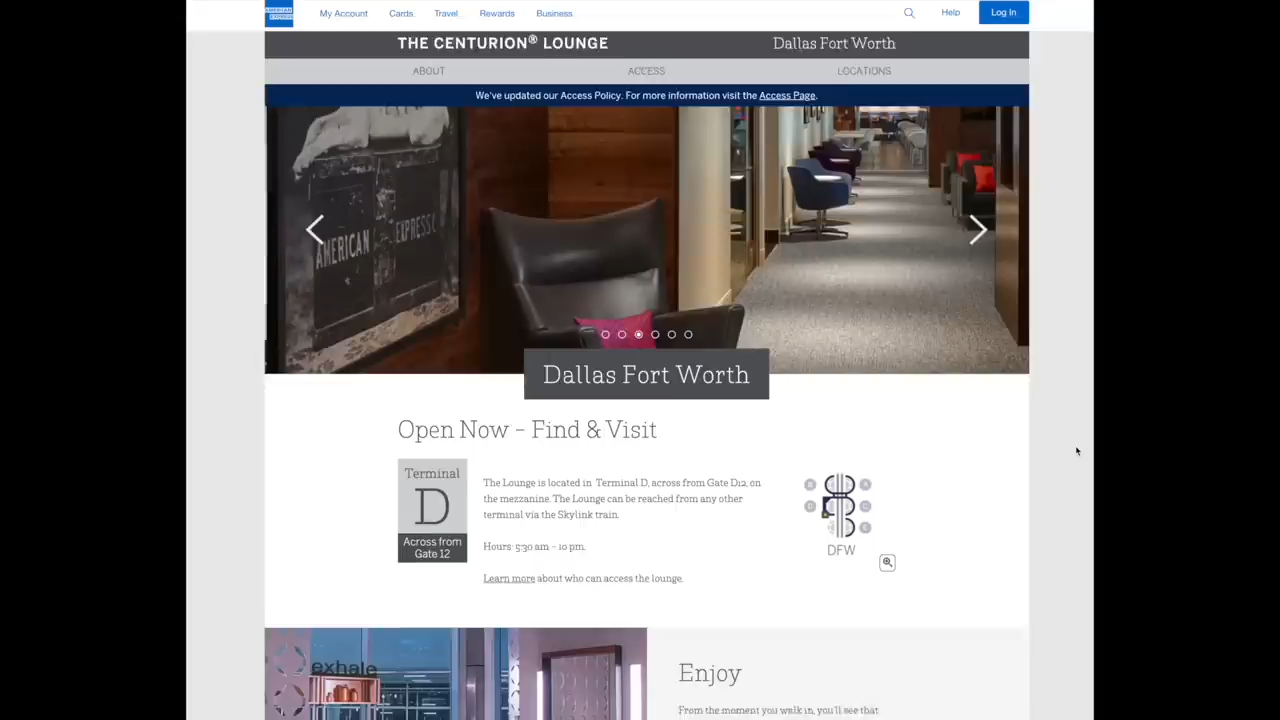 AMERICAN EXPRESS
My Account Cards Travel Rewards Business Help Log In
THE CENTURION® LOUNGE Dallas Fort Worth
ABOUT ACCESS LOCATIONS
We've updated our Access Policy. For more information visit the Access Page.
AMERICAN EXPRESS
Dallas Fort Worth
Open Now – Find & Visit
Terminal
D
Across from
Gate 12
The Lounge is located in Terminal D, across from Gate D12, on
the mezzanine. The Lounge can be reached from any other
terminal via the Skylink train.
Hours: 5:30 am – 10 pm.
Learn more about who can access the lounge.
B A
D C
E
DFW
exhale
Enjoy
From the moment you walk in, you'll see that